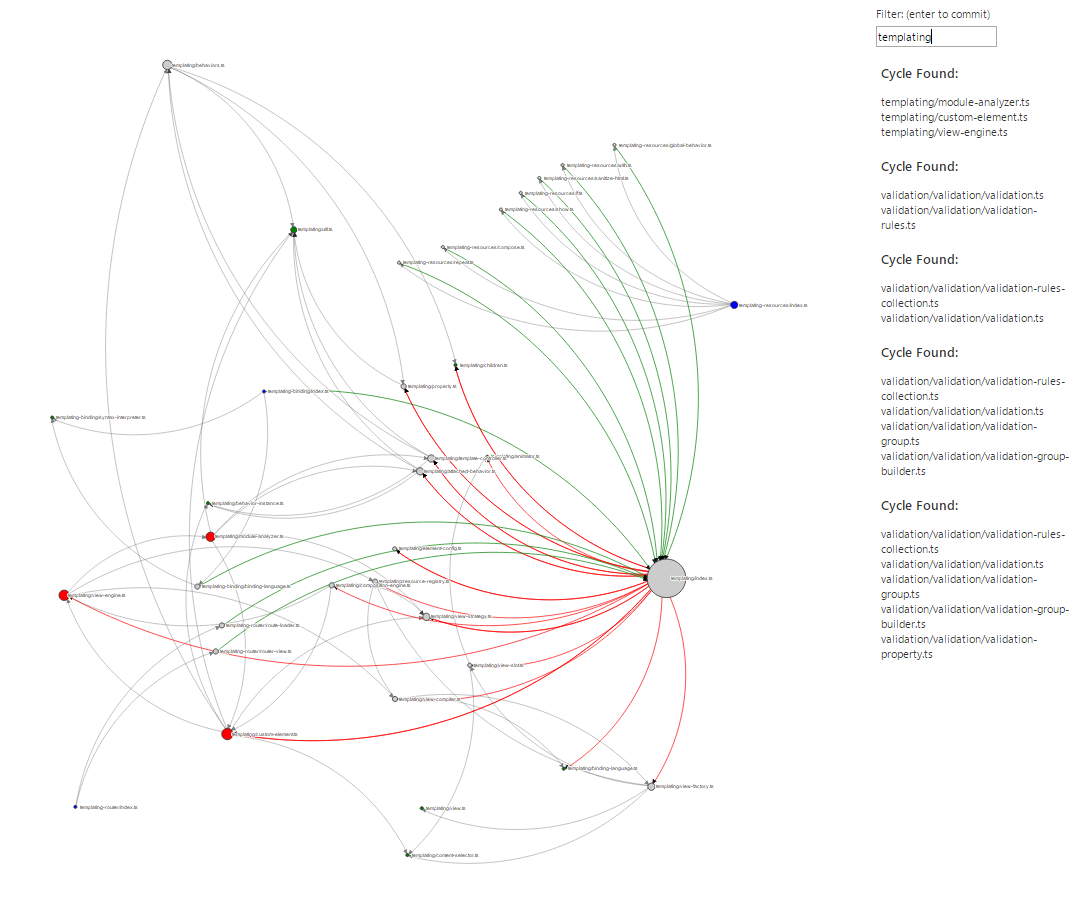 Filter: (enter to commit)
templating
Cycle Found:
templating/module-analyzer.ts
templating/custom-element.ts
templating/view-engine.ts
Cycle Found:
validation/validation/validation.ts
validation/validation/validation-
rules.ts
Cycle Found:
validation/validation/validation-rules-
collection.ts
validation/validation/validation.ts
Cycle Found:
validation/validation/validation-rules-
collection.ts
validation/validation/validation.ts
validation/validation/validation-
group.ts
validation/validation/validation-group-
builder.ts
Cycle Found:
validation/validation/validation-rules-
collection.ts
validation/validation/validation.ts
validation/validation/validation-
group.ts
validation/validation/validation-group-
builder.ts
validation/validation/validation-
property.ts
templating/behaviors.ts
templating-resources/global-behavior.ts
templating-resources/with.ts
templating-resources/sanitize-html.ts
templating-resources/if.ts
templating-resources/show.ts
templating/util.ts
templating-resources/compose.ts
templating-resources/repeat.ts
templating-resources/index.ts
templating/children.ts
templating/property.ts
templating-binding/index.ts
templating-binding/syntax-interpreter.ts
templating/template-controller.ts
templating/animator.ts
templating/attached-behavior.ts
templating/behavior-instance.ts
templating/module-analyzer.ts
templating/element-config.ts
templating/index.ts
templating/resource-registry.ts
templating-binding/binding-language.ts
templating/composition-engine.ts
templating/view-engine.ts
templating/view-strategy.ts
templating-router/route-loader.ts
templating-router/router-view.ts
templating/view-slot.ts
templating/view-compiler.ts
templating/custom-element.ts
templating/binding-language.ts
templating/view-factory.ts
templating-router/index.ts
templating/view.ts
templating/content-selector.ts